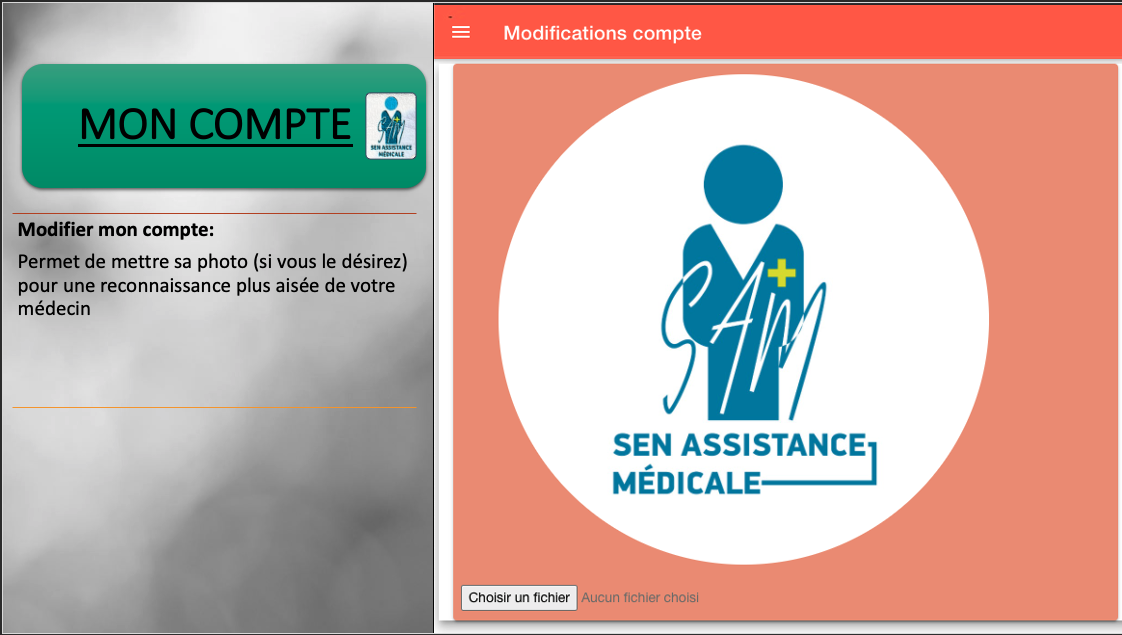 MON COMPTE
SAM
SEN ASSISTANCE
MÉDICALE
Modifier mon compte:
Permet de mettre sa photo (si vous le désirez)
pour une reconnaissance plus aisée de votre
médecin
Modifications compte
SAM
SEN ASSISTANCE
MÉDICALE
Choisir un fichier Aucun fichier choisi